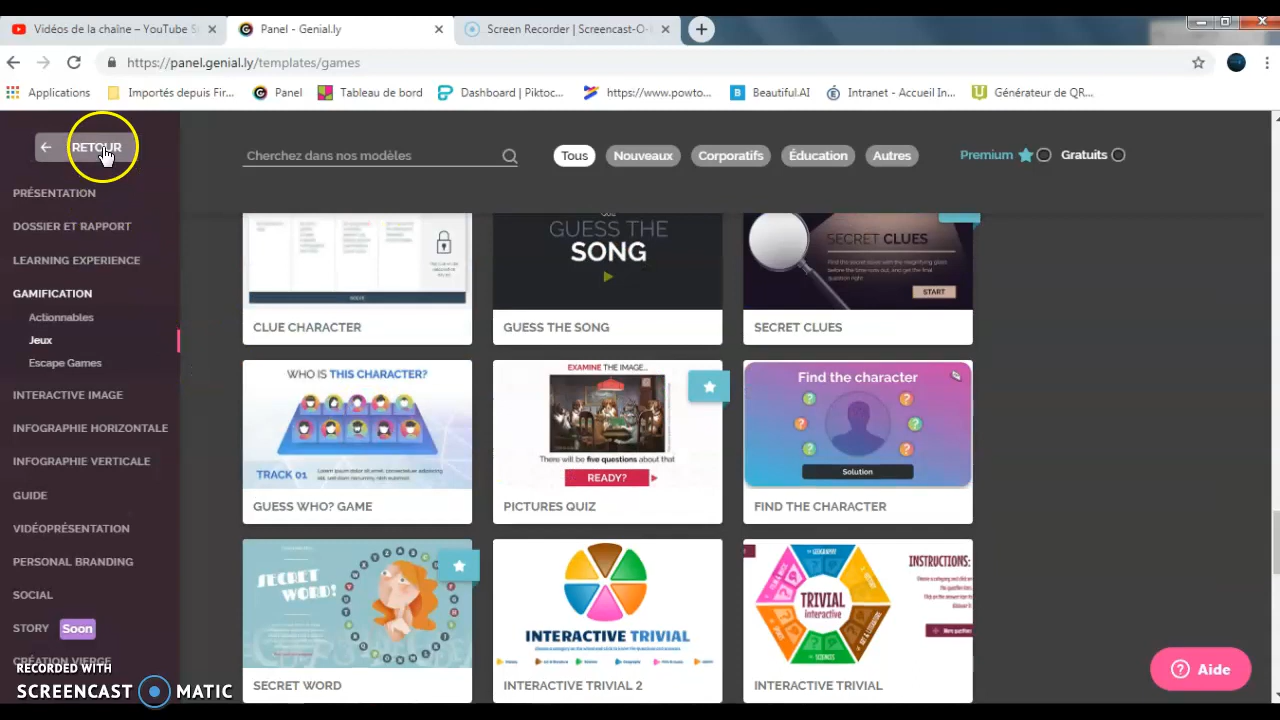 Vidéos de la chaîne – YouTube S
Panel - Genial.ly
Screen Recorder | Screencast-O-
https://panel.genial.ly/templates/games
Applications
Importés depuis Fir...
Panel
Tableau de bord
Dashboard | Piktoc...
https://www.powto...
Beautiful.AI
Intranet - Accueil In...
Générateur de QR...
RETOUR
Cherchez dans nos modèles
Tous
Nouveaux
Corporatifs
Éducation
Autres
Premium
Gratuits
PRÉSENTATION
DOSSIER ET RAPPORT
LEARNING EXPERIENCE
GAMIFICATION
Actionnables
Jeux
Escape Games
INTERACTIVE IMAGE
INFOGRAPHIE HORIZONTALE
INFOGRAPHIE VERTICALE
GUIDE
VIDÉOPRÉSENTATION
PERSONAL BRANDING
SOCIAL
STORY Soon
CRÉATION VIERGE
RECORDED WITH
SCREENCAST MATIC
CLUE CHARACTER
GUESS THE
SONG
GUESS THE SONG
SECRET CLUES
START
SECRET CLUES
WHO IS THIS CHARACTER?
TRACK 01
GUESS WHO? GAME
EXAMINE THE IMAGE...
There will be five questions about that
READY?
PICTURES QUIZ
Find the character
Solution
FIND THE CHARACTER
SECRET
WORD!
SECRET WORD
INTERACTIVE TRIVIAL
INTERACTIVE TRIVIAL 2
TRIVIAL
interactive
INSTRUCTIONS:
INTERACTIVE TRIVIAL
Aide